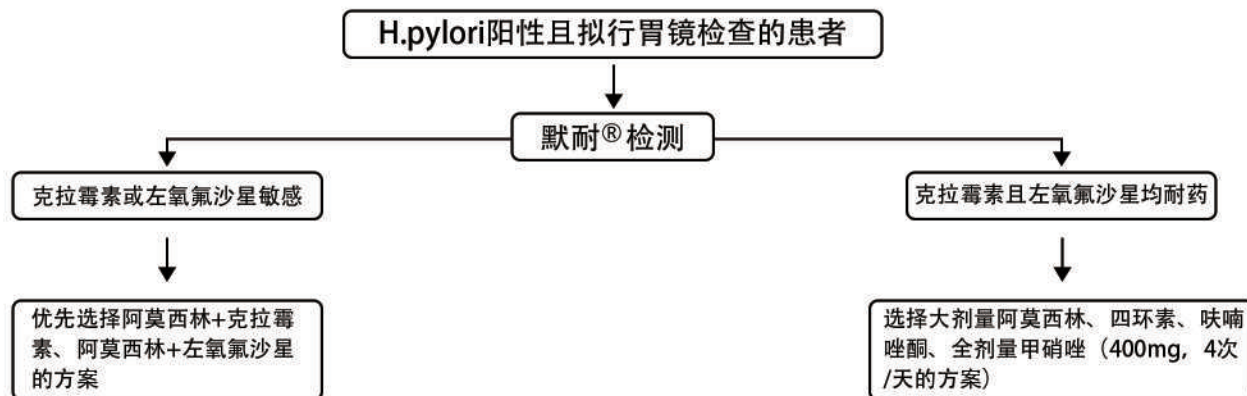 H.pylori阳性且拟行胃镜检查的患者
默耐®检测
克拉霉素或左氧氟沙星敏感
克拉霉素且左氧氟沙星均耐药
优先选择阿莫西林+克拉霉
素、阿莫西林+左氧氟沙星
的方案
选择大剂量阿莫西林、四环素、呋喃
唑酮、全剂量甲硝唑（400mg，4次
/天的方案）